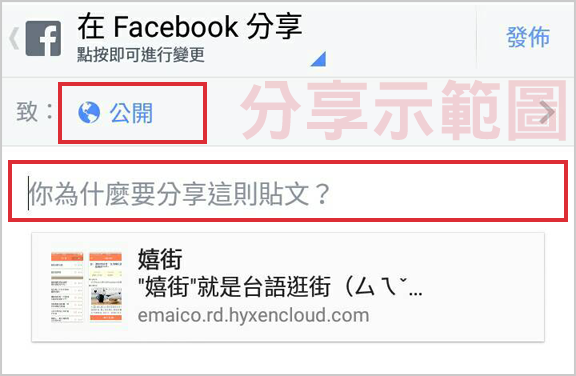 在 Facebook 分享
點按即可進行變更
發佈
致：
公開
分享示範圖
你為什麼要分享這則貼文？
嬉街
"嬉街"就是台語逛街（ㄙㄟˇ...
emaico.rd.hyxencloud.com